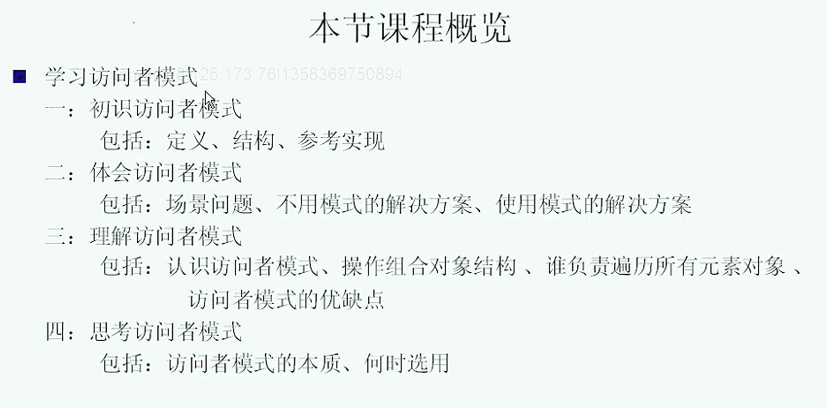 本节课程概览
学习访问者模式
26.173.76|1358369750894
一：初识访问者模式
包括：定义、结构、参考实现
二：体会访问者模式
包括：场景问题、不用模式的解决方案、使用模式的解决方案
三：理解访问者模式
包括：认识访问者模式、操作组合对象结构 、谁负责遍历所有元素对象 、
访问者模式的优缺点
四：思考访问者模式
包括：访问者模式的本质、何时选用